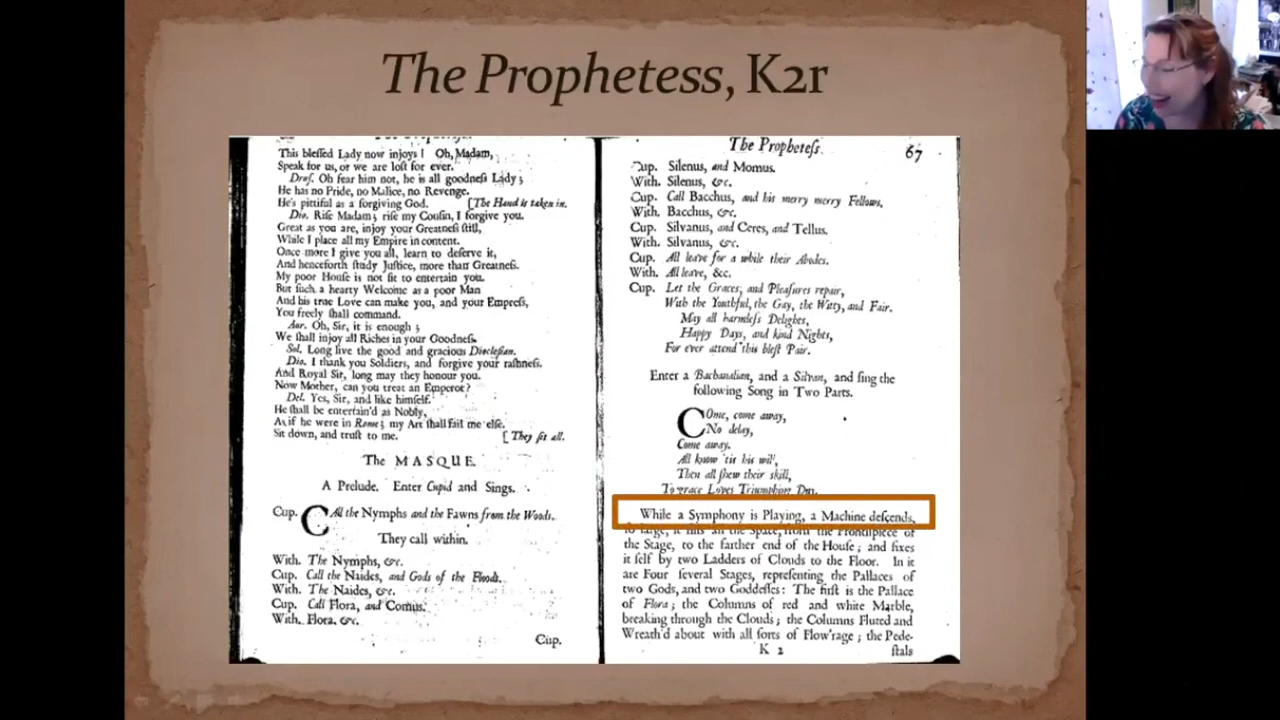 The Prophetess, K2r
This blessed Lady now injoys! Oh, Madam,
Speak for us, or we are lost for ever.
Druf. Oh fear him not, he is all goodneſs Lady;
He has no Pride, no Malice, no Revenge.
He's pittiful as a forgiving God. [The Hand is taken in.
Dio. Riſe Madam; riſe my Couſin, I forgive you.
Great as you are, enjoy your Greatneſs ſtill,
While I place all my Empire in content.
Once more I give you all, learn to deſerve it,
And henceforth ſtudy Juſtice, more than Greatneſs.
My poor Houſe is not fit to entertain you.
But ſuch a hearty Welcome as a poor Man
And his true Love can make you, and your Empreſs,
You freely ſhall command.
Aur. Oh, Sir, it is enough;
We ſhall injoy all Riches in your Goodneſs.
Sol. Long live the good and gracious Diocleſian.
Dio. I thank you Soldiers, and forgive your raſhneſs.
And Royal Sir, long may they honour you.
Now Mother, can you treat an Emperor?
Del. Yes, Sir, and like himſelf.
He ſhall be entertain'd as Nobly,
As if he were in Rome; my Art ſhall fail me elſe.
Sit down, and truſt to me. [They ſit all.
The MASQUE.
A Prelude. Enter Cupid and Sings.
Cup. CAll the Nymphs and the Fawns from the Woods.
They call within.
With. The Nymphs, &c.
Cup. Call the Naides, and Gods of the Floods.
With. The Naides, &c.
Cup. Call Flora, and Comus.
With. Flora, &c.
Cup.
The Propheteſs. 67
Cup. Silenus, and Momus.
With. Silenus, &c.
Cup. Call Bacchus, and his merry merry Fellows.
With. Bacchus, &c.
Cup. Silvanus, and Ceres, and Tellus.
With. Silvanus, &c.
Cup. All leave for a while their Abodes.
With. All leave, &c.
Cup. Let the Graces, and Pleaſures repair,
With the Youthful, the Gay, the Witty, and Fair.
May all harmleſs Delights,
Happy Days, and kind Nights,
For ever attend this bleſt Pair.
Enter a Bachanalian, and a Silvan, and ſing the
following Song in Two Parts.
COme, come away,
No delay,
Come away.
All know 'tis his will,
Then all ſhew their skill,
To grace Loves Triumphing Day.
While a Symphony is Playing, a Machine deſcends,
ſo large, it fills all the Space, from the Frontiſpiece of
the Stage, to the farther end of the Houſe; and fixes
it ſelf by two Ladders of Clouds to the Floor. In it
are Four ſeveral Stages, repreſenting the Pallaces of
two Gods, and two Goddeſſes: The firſt is the Pallace
of Flora; the Columns of red and white Marble,
breaking through the Clouds; the Columns Fluted and
Wreath'd about with all ſorts of Flow'rage; the Pede-
K 2 ſtals